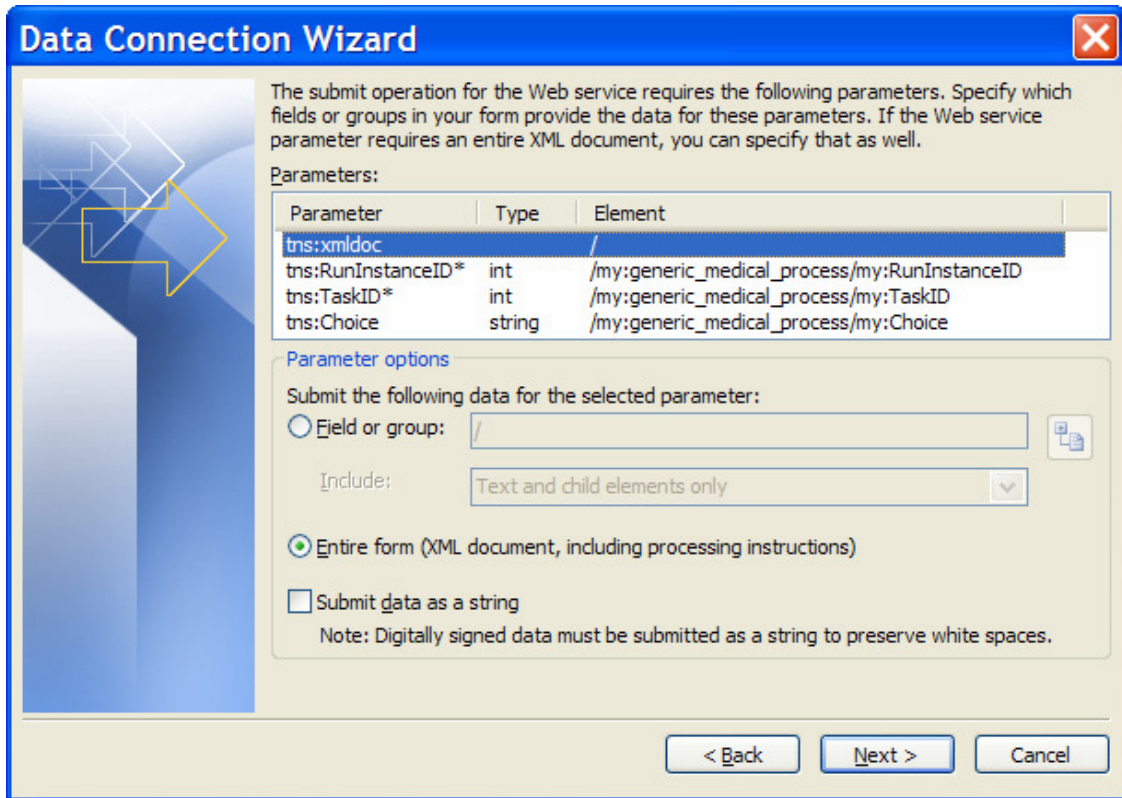 Data Connection Wizard
The submit operation for the Web service requires the following parameters. Specify which
fields or groups in your form provide the data for these parameters. If the Web service
parameter requires an entire XML document, you can specify that as well.
Parameters:
Parameter Type Element
tns:xmldoc /
tns:RunInstanceID* int /my:generic_medical_process/my:RunInstanceID
tns:TaskID* int /my:generic_medical_process/my:TaskID
tns:Choice string /my:generic_medical_process/my:Choice
Parameter options
Submit the following data for the selected parameter:
Field or group: /
Include: Text and child elements only
Entire form (XML document, including processing instructions)
Submit data as a string
Note: Digitally signed data must be submitted as a string to preserve white spaces.
< Back Next > Cancel